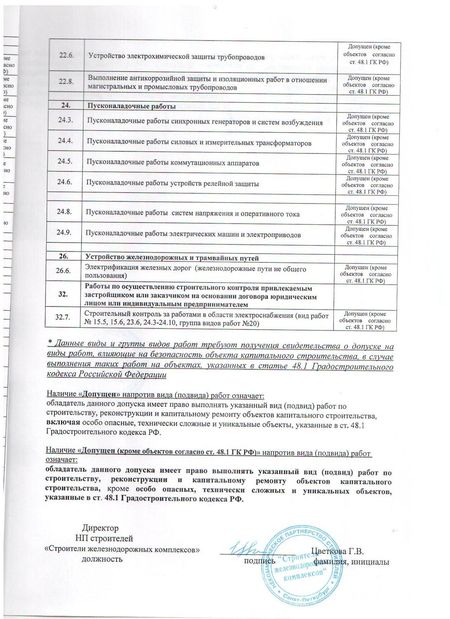 22.6. Устройство электрохимической защиты трубопроводов Допущен (кроме
объектов согласно
ст. 48.1 ГК РФ)
22.8. Выполнение антикоррозийной защиты и изоляционных работ в отношении
магистральных и промысловых трубопроводов Допущен (кроме
объектов согласно
ст. 48.1 ГК РФ)
24. Пусконаладочные работы
24.3. Пусконаладочные работы синхронных генераторов и систем возбуждения Допущен (кроме
объектов согласно
ст. 48.1 ГК РФ)
24.4. Пусконаладочные работы силовых и измерительных трансформаторов Допущен (кроме
объектов согласно
ст. 48.1 ГК РФ)
24.5. Пусконаладочные работы коммутационных аппаратов Допущен (кроме
объектов согласно
ст. 48.1 ГК РФ)
24.6. Пусконаладочные работы устройств релейной защиты Допущен (кроме
объектов согласно
ст. 48.1 ГК РФ)
24.8. Пусконаладочные работы систем напряжения и оперативного тока Допущен (кроме
объектов согласно
ст. 48.1 ГК РФ)
24.9. Пусконаладочные работы электрических машин и электроприводов Допущен (кроме
объектов согласно
ст. 48.1 ГК РФ)
26. Устройство железнодорожных и трамвайных путей
26.6. Электрификация железных дорог (железнодорожные пути не общего
пользования) Допущен (кроме
объектов согласно
ст. 48.1 ГК РФ)
32. Работы по осуществлению строительного контроля привлекаемым
застройщиком или заказчиком на основании договора юридическим
лицом или индивидуальным предпринимателем
32.7. Строительный контроль за работами в области электроснабжения (вид работ
№ 15.5, 15.6, 23.6, 24.3-24.10, группа видов работ №20) Допущен (кроме
объектов согласно
ст. 48.1 ГК РФ)
* Данные виды и группы видов работ требуют получения свидетельства о допуске на
виды работ, влияющие на безопасность объекта капитального строительства, в случае
выполнения таких работ на объектах, указанных в статье 48.1 Градостроительного
кодекса Российской Федерации
Наличие «Допущен» напротив вида (подвида) работ означает:
обладатель данного допуска имеет право выполнять указанный вид (подвид) работ по
строительству, реконструкции и капитальному ремонту объектов капитального строительства,
включая особо опасные, технически сложные и уникальные объекты, указанные в ст. 48.1
Градостроительного кодекса РФ.
Наличие «Допущен (кроме объектов согласно ст. 48.1 ГК РФ)» напротив вида (подвида) работ
означает:
обладатель данного допуска имеет право выполнять указанный вид (подвид) работ по
строительству, реконструкции и капитальному ремонту объектов капитального
строительства, кроме особо опасных, технически сложных и уникальных объектов,
указанные в ст. 48.1 Градостроительного кодекса РФ.
Директор
НП строителей
«Строители железнодорожных комплексов»
должность
подпись
Цветкова Г.В.
фамилия, инициалы
"Строители
железнодорожных
комплексов"
Санкт-Петербург